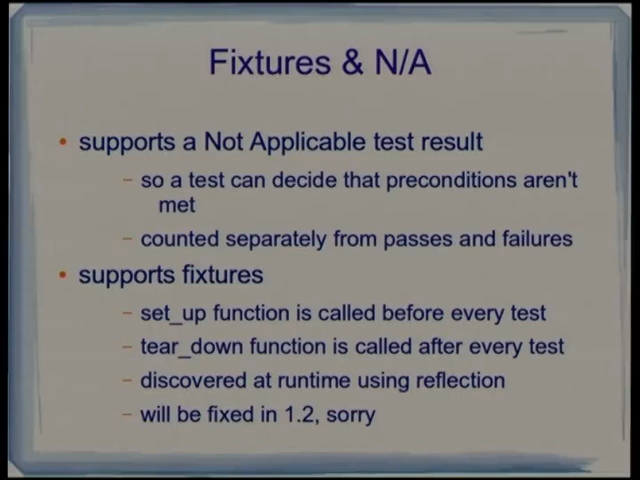 Fixtures & N/A
• supports a Not Applicable test result
– so a test can decide that preconditions aren't
met
– counted separately from passes and failures
• supports fixtures
– set_up function is called before every test
– tear_down function is called after every test
– discovered at runtime using reflection
– will be fixed in 1.2, sorry